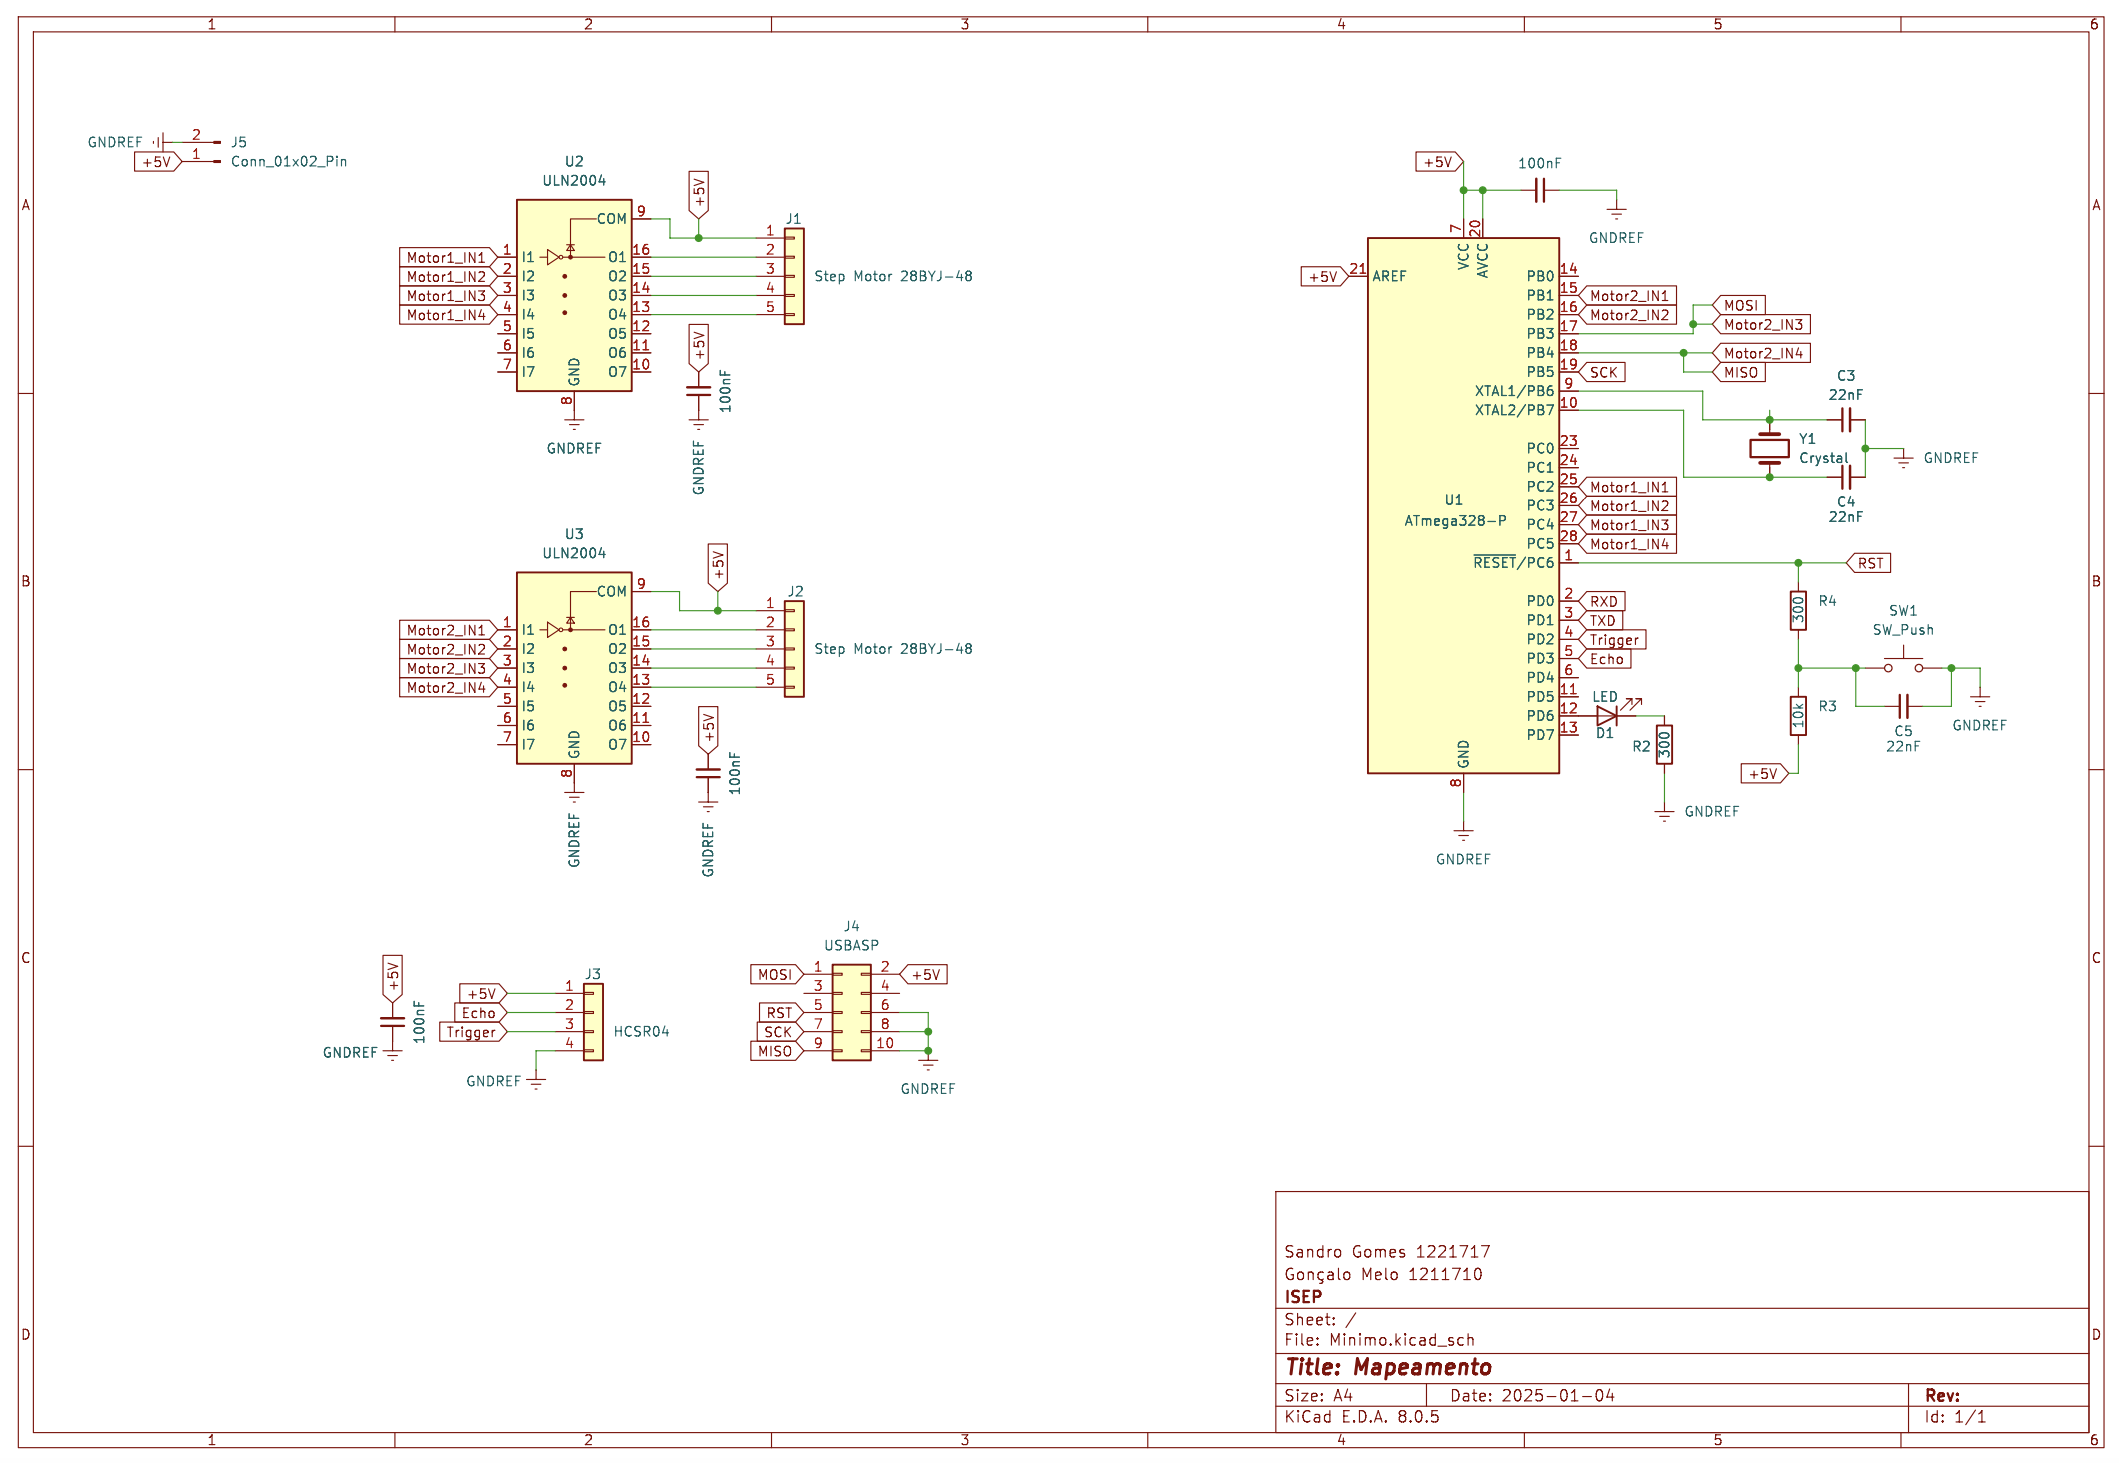 1 2 3 4 5 6
A
B
C
D
GNDREF 2 J5
+5V 1 Conn_01x02_Pin
U2
ULN2004
COM 9
Motor1_IN1 1 I1 O1 16
Motor1_IN2 2 I2 O2 15
Motor1_IN3 3 I3 O3 14
Motor1_IN4 4 I4 O4 13
5 I5 O5 12
6 I6 O6 11
7 I7 O7 10
GND
8
GNDREF
+5V
J1
1
2
3
4
5
Step Motor 28BYJ-48
+5V
100nF
GNDREF
U3
ULN2004
COM 9
Motor2_IN1 1 I1 O1 16
Motor2_IN2 2 I2 O2 15
Motor2_IN3 3 I3 O3 14
Motor2_IN4 4 I4 O4 13
5 I5 O5 12
6 I6 O6 11
7 I7 O7 10
GND
8
GNDREF
+5V
J2
1
2
3
4
5
Step Motor 28BYJ-48
+5V
100nF
GNDREF
+5V
100nF
GNDREF
J3
+5V 1
Echo 2
Trigger 3
4
HCSR04
GNDREF
J4
USBASP
MOSI 1 2 +5V
3 4
RST 5 6
SCK 7 8
MISO 9 10
GNDREF
+5V
100nF
GNDREF
7 20
VCC AVCC
+5V 21 AREF
U1
ATmega328-P
PB0 14
PB1 15 Motor2_IN1
PB2 16 Motor2_IN2
PB3 17
MOSI
Motor2_IN3
PB4 18
Motor2_IN4
MISO
PB5 19 SCK
XTAL1/PB6 9
XTAL2/PB7 10
PC0 23
PC1 24
PC2 25 Motor1_IN1
PC3 26 Motor1_IN2
PC4 27 Motor1_IN3
PC5 28 Motor1_IN4
RESET/PC6 1
PD0 2 RXD
PD1 3 TXD
PD2 4 Trigger
PD3 5 Echo
PD4 6
PD5 11
PD6 12
PD7 13
GND
8
GNDREF
LED
D1
R2
300
GNDREF
C3
22nF
Y1
Crystal
GNDREF
C4
22nF
RST
300 R4
SW1
SW_Push
10k R3
C5
22nF
GNDREF
+5V
Sandro Gomes 1221717
Gonçalo Melo 1211710
ISEP
Sheet: /
File: Minimo.kicad_sch
Title: Mapeamento
Size: A4 Date: 2025-01-04 Rev:
KiCad E.D.A. 8.0.5 Id: 1/1
A
B
C
D
1 2 3 4 5 6